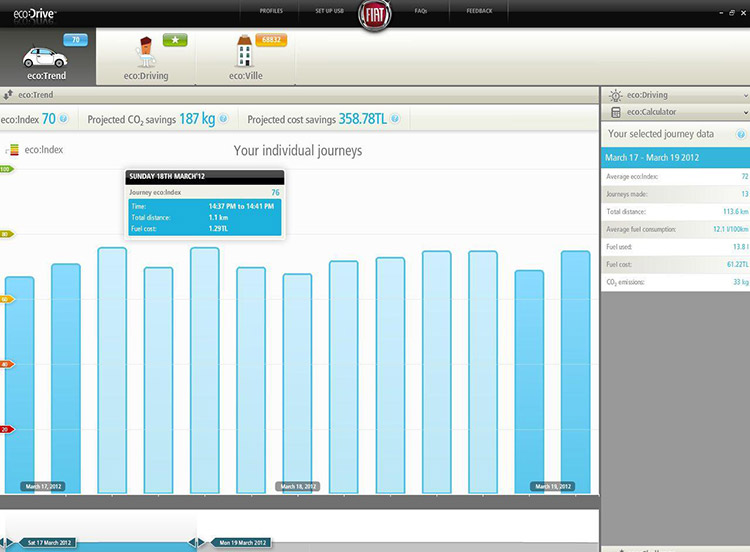 eco:Drive™
PROFILES
SET UP USB
FIAT
FAQs
FEEDBACK
70
68832
eco:Trend
eco:Driving
eco:Ville
eco:Trend
eco:Index 70 ?
Projected CO2 savings 187 kg ?
Projected cost savings 358.78TL ?
eco:Index
Your individual journeys
100
80
60
40
20
SUNDAY 18TH MARCH'12
Journey eco:Index 76
Time: 14:37 PM to 14:41 PM
Total distance: 1.1 km
Fuel cost: 1.29TL
March 17, 2012
March 18, 2012
March 19, 2012
Sat 17 March 2012
Mon 19 March 2012
eco:Driving
eco:Calculator
Your selected journey data ?
March 17 - March 19 2012
Average eco:Index: 72
Journeys made: 13
Total distance: 113.6 km
Average fuel consumption: 12.1 l/100km
Fuel used: 13.8 l
Fuel cost: 61.22TL
CO2 emissions: 33 kg